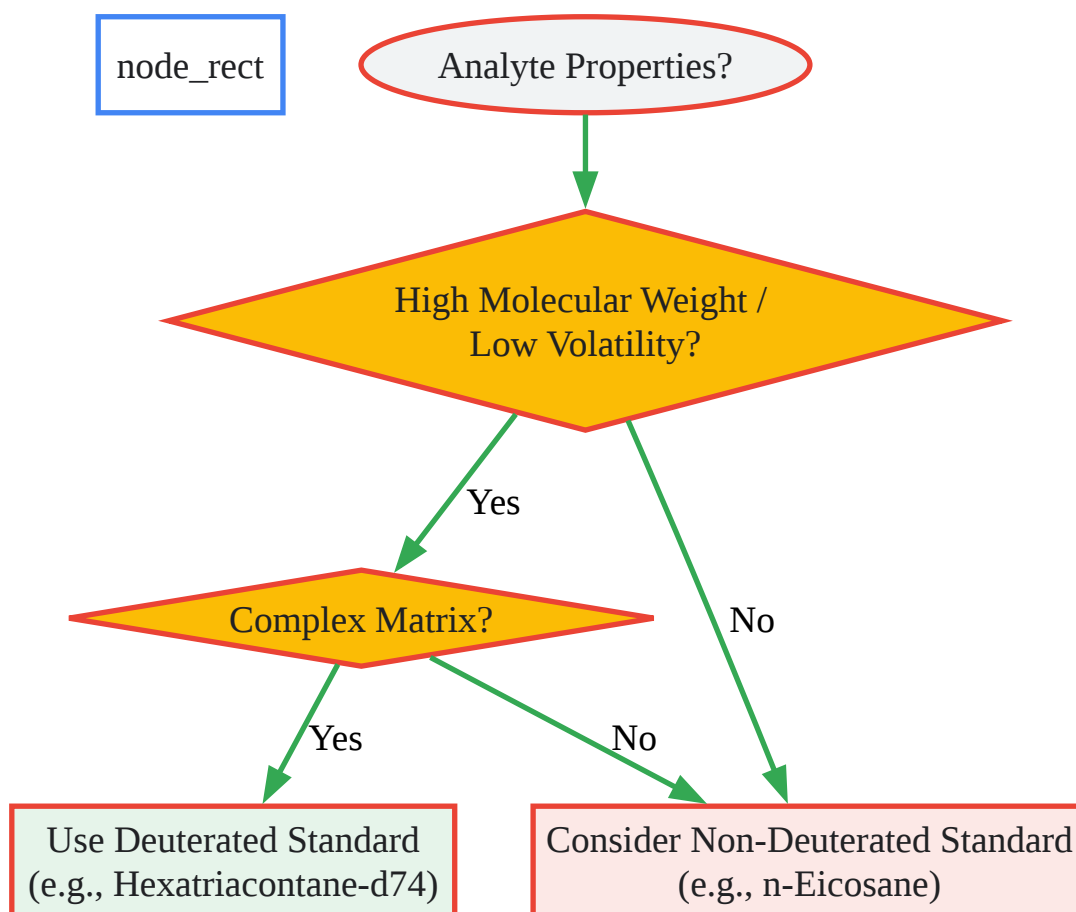 node_rect
Analyte Properties?
High Molecular Weight /
Low Volatility?
Yes
No
Complex Matrix?
Yes
No
Use Deuterated Standard
(e.g., Hexatriacontane-d74)
Consider Non-Deuterated Standard
(e.g., n-Eicosane)